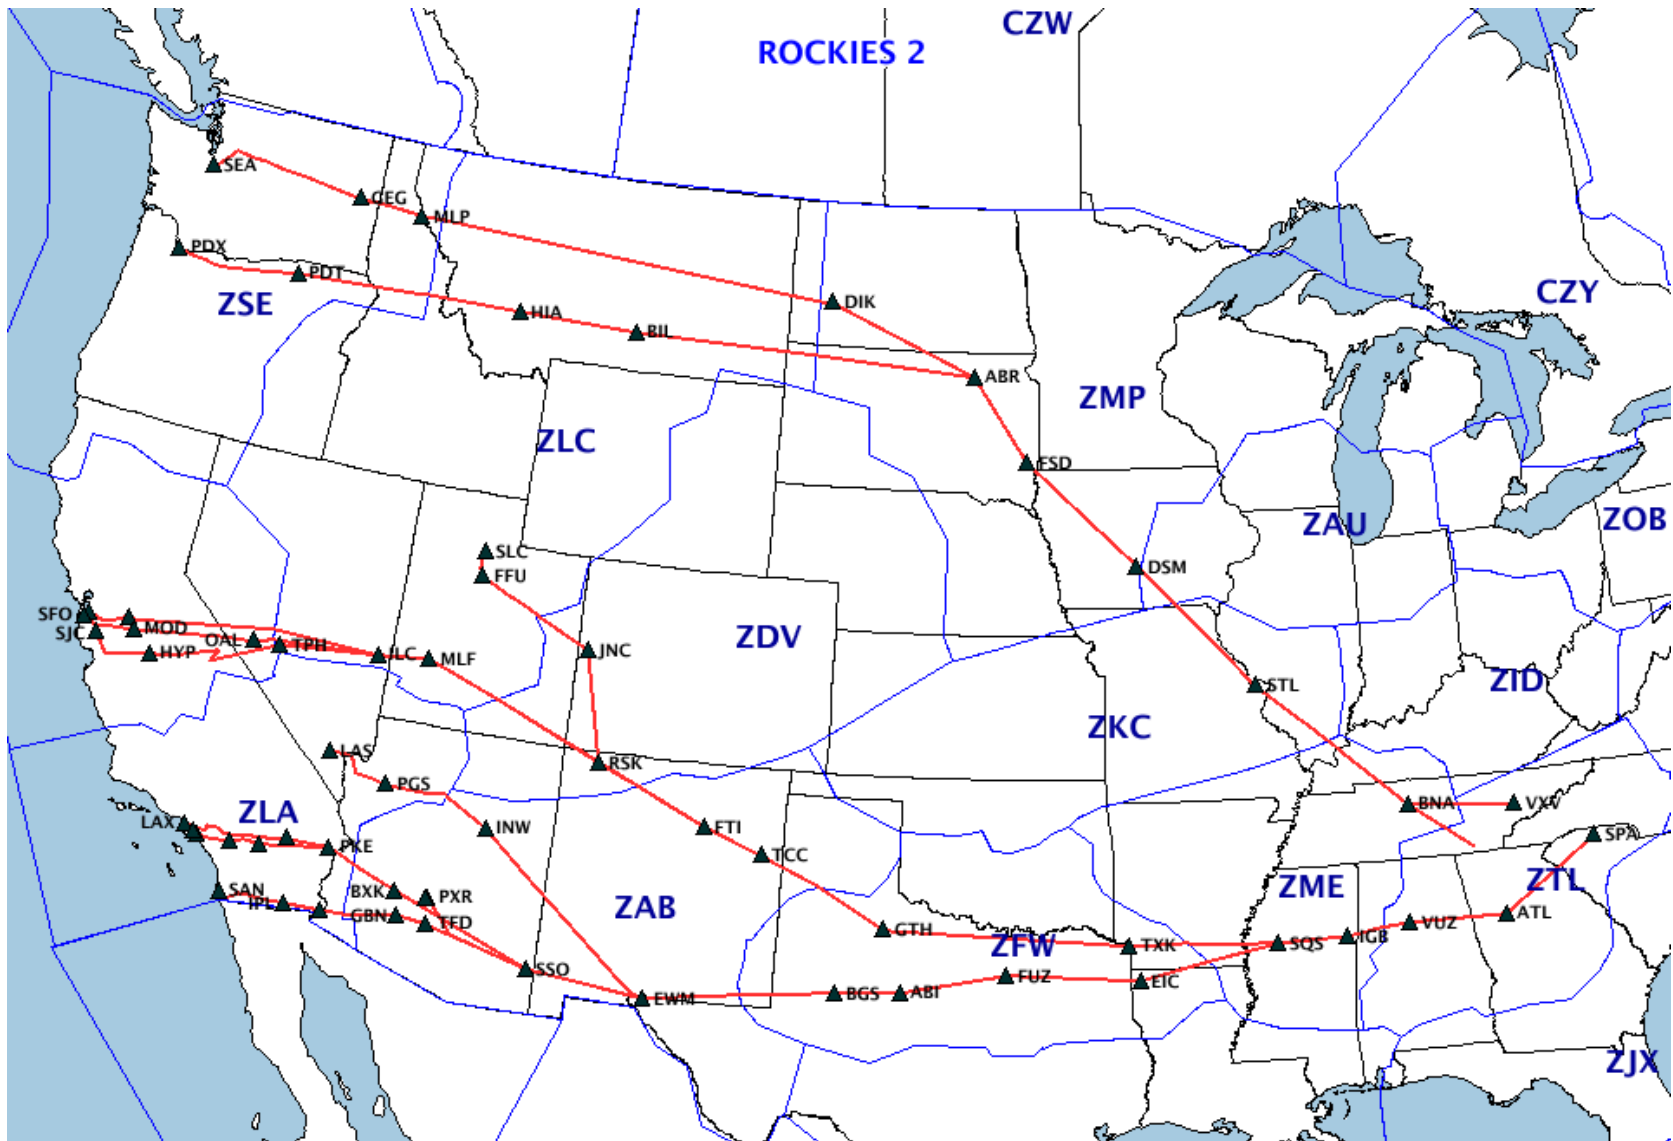 CZW
ROCKIES 2
SEA
GEG
MLP
PDX
PDT
ZSE
HIA
BIL
DIK
CZY
ABR
ZMP
ZLC
FSD
ZAU
ZOB
SLC
FFU
DSM
SFO
MOD
SJC
OAL
TPH
HYP
ILC
MLF
JNC
ZDV
ZID
STL
ZKC
LAS
RSK
PGS
ZLA
LAX
INW
FTI
BNA
VXV
PKE
TCC
SPA
SAN
IPL
BXK
PXR
GBN
TFD
ZAB
ZME
ZTL
ATL
GTH
ZFW
TXK
SQS
IGB
VUZ
SSO
EWM
BGS
ABI
FUZ
EIC
ZJX